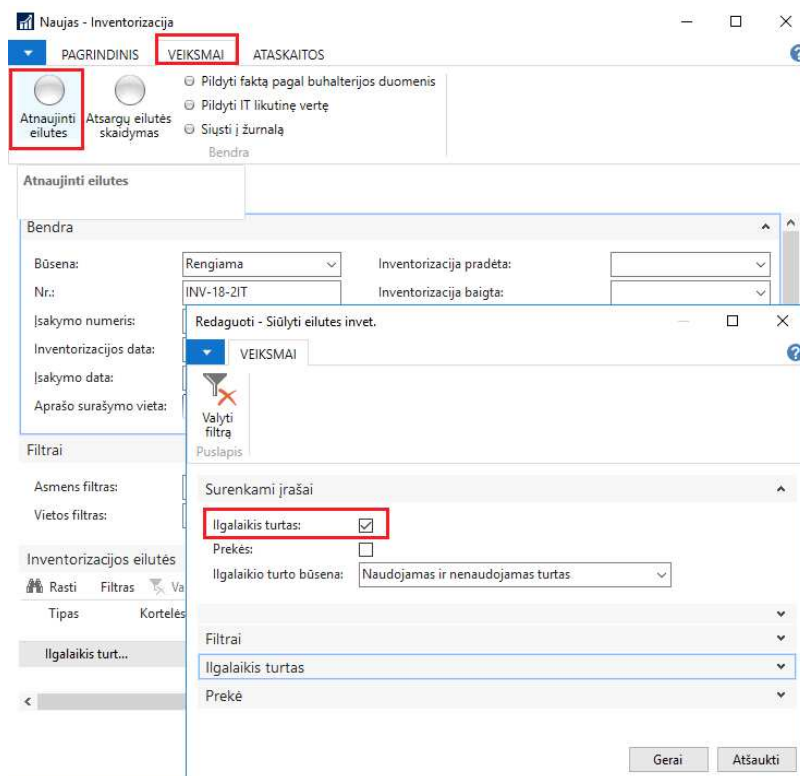 Naujas - Inventorizacija
PAGRINDINIS VEIKSMAI ATASKAITOS
Atnaujinti eilutes
Atsargų eilutės skaidymas
Pildyti faktą pagal buhalterijos duomenis
Pildyti IT likutinę vertę
Siųsti į žurnalą
Bendra
Atnaujinti eilutes
Bendra
Būsena: Rengiama Inventorizacija pradėta:
Nr.: INV-18-2IT Inventorizacija baigta:
Įsakymo numeris:
Inventorizacijos data:
Įsakymo data:
Aprašo surašymo vieta:
Filtrai
Asmens filtras:
Vietos filtras:
Inventorizacijos eilutės
Rasti Filtras Va
Tipas Kortelės
Ilgalaikis turt...
Redaguoti - Siūlyti eilutes invet.
VEIKSMAI
Valyti filtrą
Puslapis
Surenkami įrašai
Ilgalaikis turtas:
Prekės:
Ilgalaikio turto būsena: Naudojamas ir nenaudojamas turtas
Filtrai
Ilgalaikis turtas
Prekė
Gerai Atšaukti